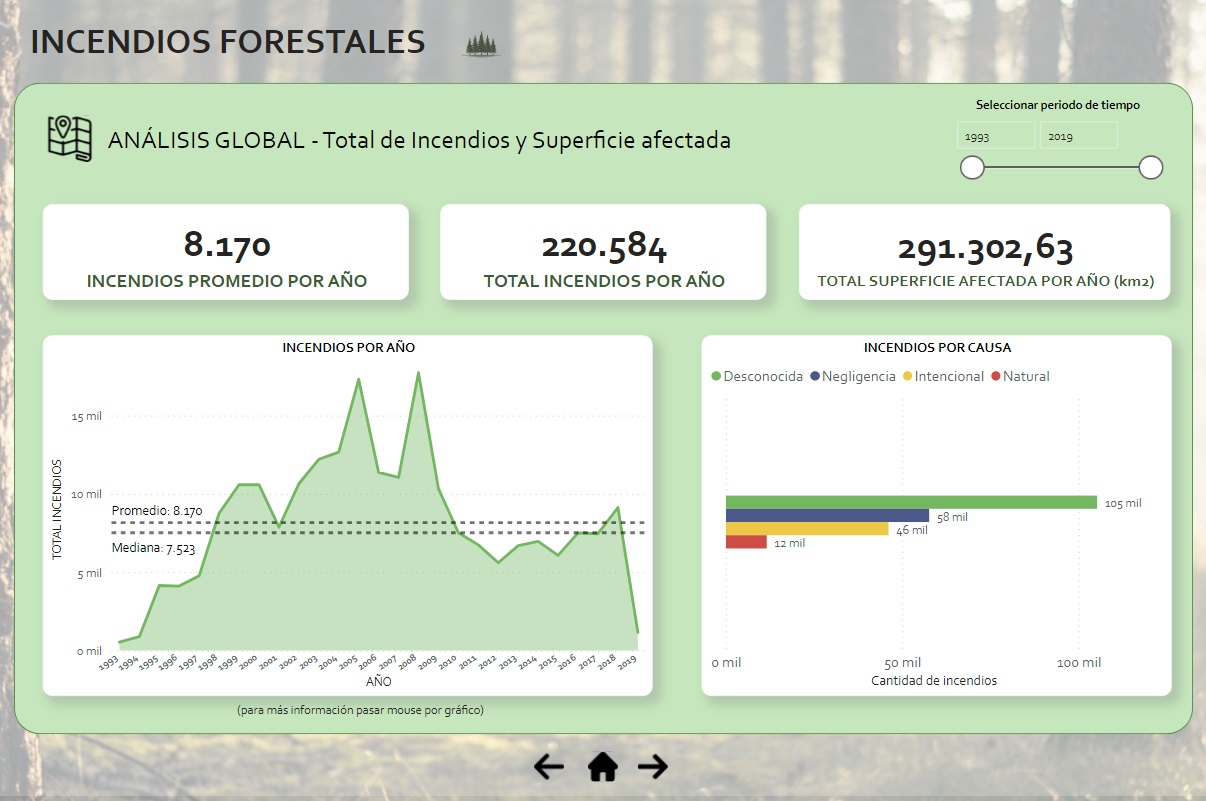 INCENDIOS FORESTALES
ANÁLISIS GLOBAL - Total de Incendios y Superficie afectada
Seleccionar periodo de tiempo
1993 2019
8.170
INCENDIOS PROMEDIO POR AÑO
220.584
TOTAL INCENDIOS POR AÑO
291.302,63
TOTAL SUPERFICIE AFECTADA POR AÑO (km2)
INCENDIOS POR AÑO
TOTAL INCENDIOS
15 mil
10 mil
Promedio: 8.170
Mediana: 7.523
5 mil
0 mil
1993 1994 1995 1996 1997 1998 1999 2000 2001 2002 2003 2004 2005 2006 2007 2008 2009 2010 2011 2012 2013 2014 2015 2016 2017 2018 2019
AÑO
(para más información pasar mouse por gráfico)
INCENDIOS POR CAUSA
Desconocida Negligencia Intencional Natural
105 mil
58 mil
46 mil
12 mil
0 mil 50 mil 100 mil
Cantidad de incendios